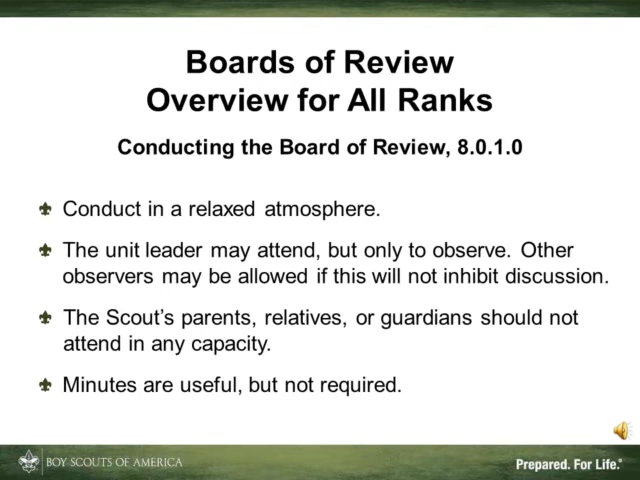 Boards of Review
Overview for All Ranks
Conducting the Board of Review, 8.0.1.0
Conduct in a relaxed atmosphere.
The unit leader may attend, but only to observe. Other
observers may be allowed if this will not inhibit discussion.
The Scout's parents, relatives, or guardians should not
attend in any capacity.
Minutes are useful, but not required.
BOY SCOUTS OF AMERICA
Prepared. For Life.®